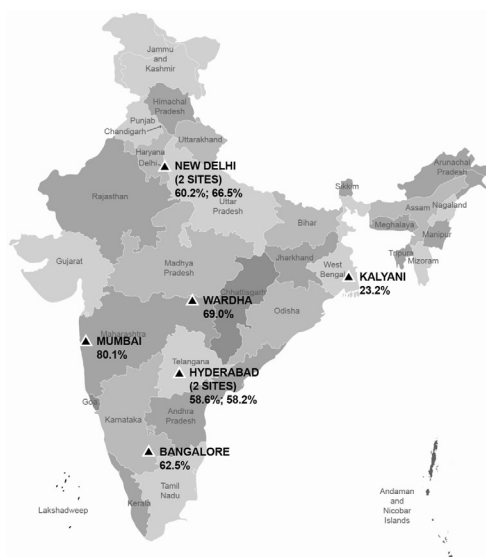 Jammu
and
Kashmir
Himachal
Pradesh
Punjab
Chandigarh
Uttarakhand
Haryana
Delhi
NEW DELHI
(2 SITES)
60.2%; 66.5%
Rajasthan
Uttar
Pradesh
Sikkim
Arunachal
Pradesh
Assam
Nagaland
Meghalaya
Manipur
Tripura
Mizoram
Bihar
Gujarat
Madhya
Pradesh
Jharkhand
West
Bengal
KALYANI
23.2%
Chhattisgarh
WARDHA
69.0%
Odisha
Maharashtra
MUMBAI
80.1%
Telangana
HYDERABAD
(2 SITES)
58.6%; 58.2%
Goa
Karnataka
Andhra
Pradesh
BANGALORE
62.5%
Tamil
Nadu
Kerala
Lakshadweep
Andaman
and
Nicobar
Islands